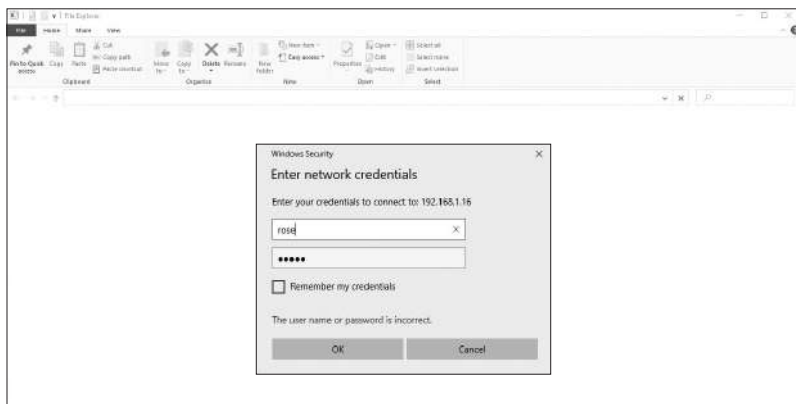 File Explorer
File Home Share View
Pin to Quick access
Copy
Paste
Cut
Copy path
Paste shortcut
Move to
Copy to
Delete
Rename
New folder
New item
Easy access
Properties
Open
Edit
History
Select all
Select none
Invert selection
Clipboard Organize New Open Select
Windows Security
Enter network credentials
Enter your credentials to connect to: 192.168.1.16
rose
Remember my credentials
The user name or password is incorrect.
OK Cancel